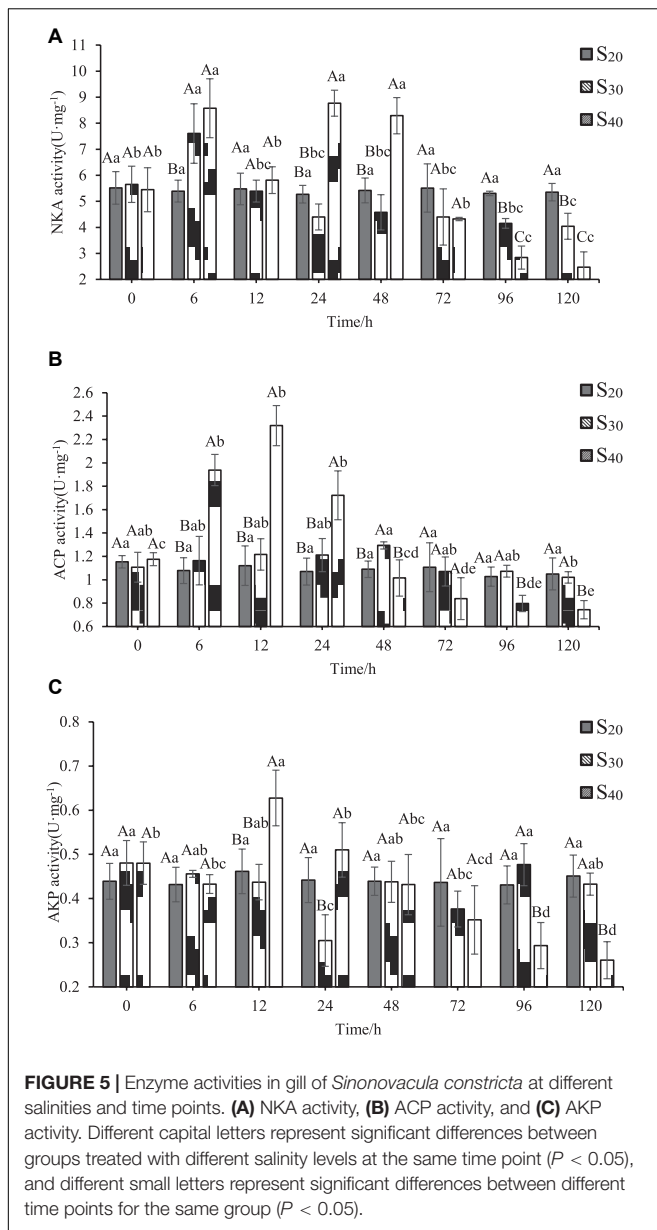 A
NKA activity(U·mg-1)
11
10
9
8
7
6
5
4
3
2
Aa Ab Ab
Ba Aa Aa
Aa Abc Ab
Ba Bbc Aa
Ba Bbc Aa
Aa Abc Ab
Aa Bbc Cc
Aa Bc Cc
S20
S30
S40
0 6 12 24 48 72 96 120
Time/h
B
ACP activity(U·mg-1)
2.6
2.4
2.2
2
1.8
1.6
1.4
1.2
1
0.8
0.6
Aa Aab Ac
Ba Bab Ab
Ba Bab Ab
Ba Bab Ab
Ba Aa Bcd
Aa Aab Ade
Aa Aab Bde
Aa Ab Be
S20
S30
S40
0 6 12 24 48 72 96 120
Time/h
C
AKP activity(U·mg-1)
0.8
0.7
0.6
0.5
0.4
0.3
0.2
Aa Aa Ab
Aa Aab Abc
Ba Bab Aa
Aa Bc Ab
Aa Aab Abc
Aa Abc Acd
Aa Aa Bd
Aa Aab Bd
S20
S30
S40
0 6 12 24 48 72 96 120
Time/h
FIGURE 5 | Enzyme activities in gill of Sinonovacula constricta at different
salinities and time points. (A) NKA activity, (B) ACP activity, and (C) AKP
activity. Different capital letters represent significant differences between
groups treated with different salinity levels at the same time point (P < 0.05),
and different small letters represent significant differences between different
time points for the same group (P < 0.05).